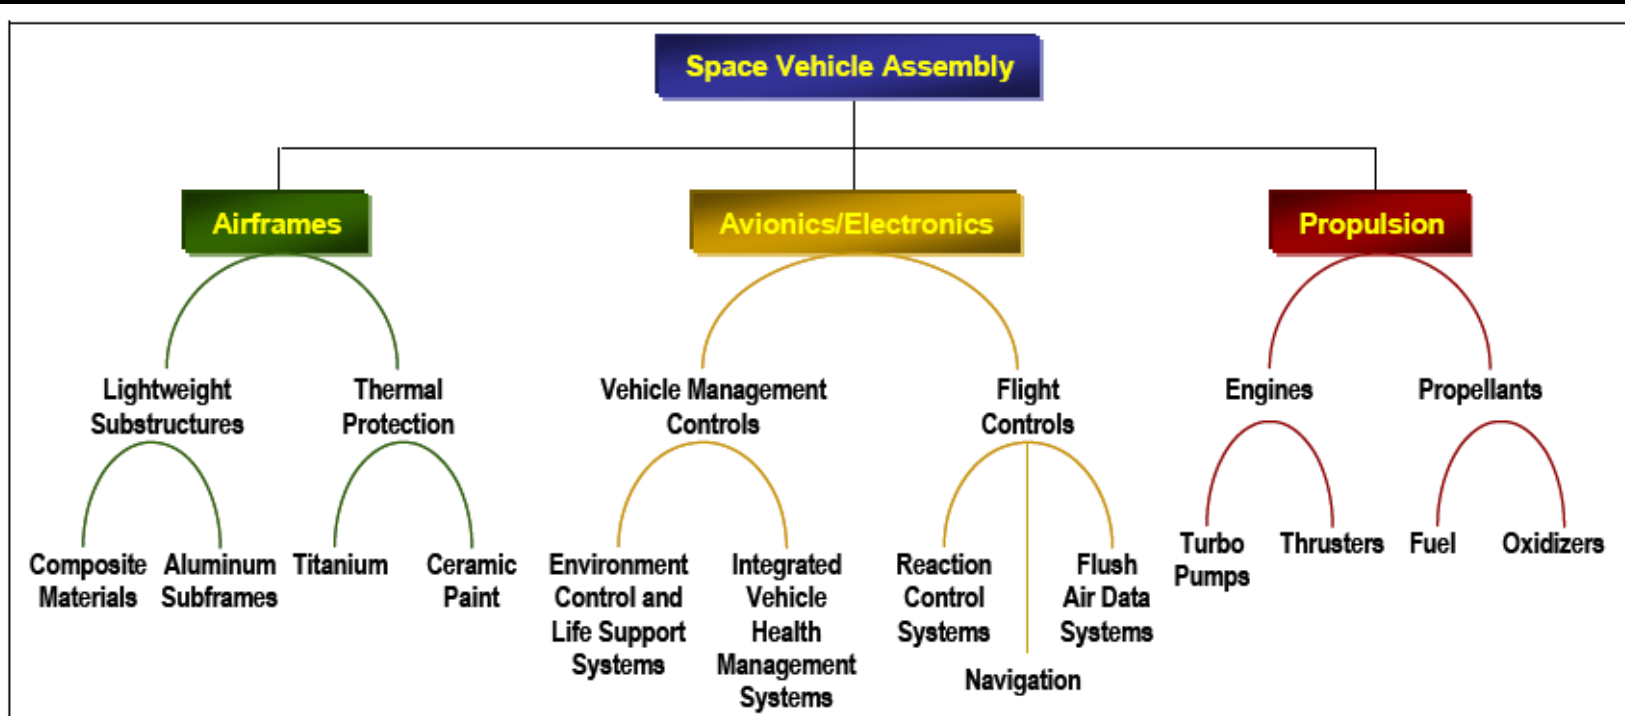 Space Vehicle Assembly
Airframes
Avionics/Electronics
Propulsion
Lightweight
Substructures
Thermal
Protection
Vehicle Management
Controls
Flight
Controls
Engines
Propellants
Composite
Materials
Aluminum
Subframes
Titanium
Ceramic
Paint
Environment
Control and
Life Support
Systems
Integrated
Vehicle
Health
Management
Systems
Reaction
Control
Systems
Navigation
Flush
Air Data
Systems
Turbo
Pumps
Thrusters
Fuel
Oxidizers